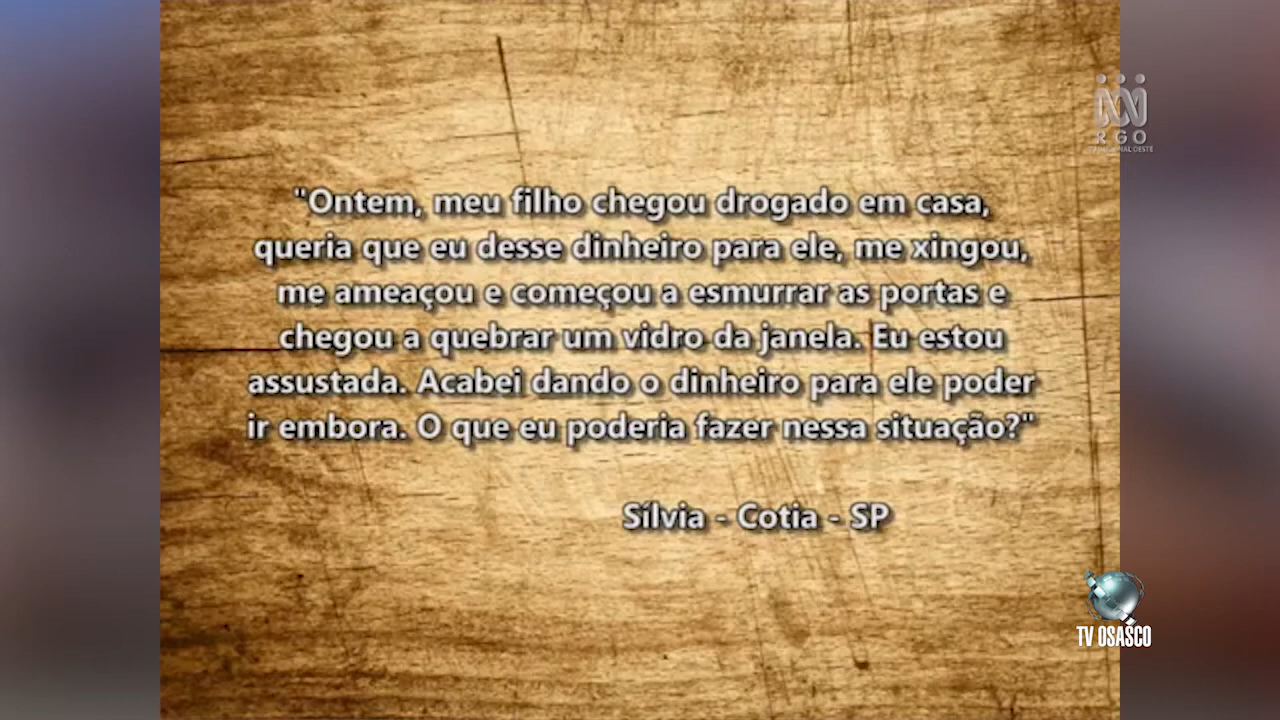 RGO
"Ontem, meu filho chegou drogado em casa,
queria que eu desse dinheiro para ele, me xingou,
me ameaçou e começou a esmurrar as portas e
chegou a quebrar um vidro da janela. Eu estou
assustada. Acabei dando o dinheiro para ele poder
ir embora. O que eu poderia fazer nessa situação?"
Sílvia - Cotia - SP
TV OSASCO